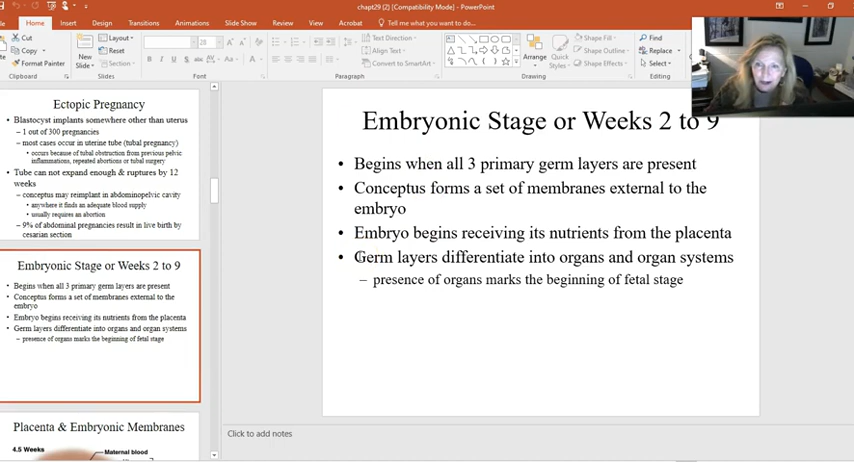 chapt29 (2) [Compatibility Mode] - PowerPoint
Home Insert Design Transitions Animations Slide Show Review View Acrobat Tell me what you want to do...
Cut
Copy
Format Painter
Clipboard
New Slide
Layout
Reset
Section
Slides
28
Font
Paragraph
Text Direction
Align Text
Convert to SmartArt
Arrange
Quick Styles
Shape Fill
Shape Outline
Shape Effects
Drawing
Find
Replace
Select
Editing
Ectopic Pregnancy
• Blastocyst implants somewhere other than uterus
– 1 out of 300 pregnancies
– most cases occur in uterine tube (tubal pregnancy)
• occurs because of tubal obstruction from previous pelvic
inflammations, repeated abortions or tubal surgery
• Tube can not expand enough & ruptures by 12
weeks
– conceptus may reimplant in abdominopelvic cavity
• anywhere it finds an adequate blood supply
• usually requires an abortion
– 9% of abdominal pregnancies result in live birth by
cesarian section
Embryonic Stage or Weeks 2 to 9
• Begins when all 3 primary germ layers are present
• Conceptus forms a set of membranes external to the
embryo
• Embryo begins receiving its nutrients from the placenta
• Germ layers differentiate into organs and organ systems
– presence of organs marks the beginning of fetal stage
Placenta & Embryonic Membranes
4.5 Weeks
Maternal blood
Embryonic Stage or Weeks 2 to 9
• Begins when all 3 primary germ layers are present
• Conceptus forms a set of membranes external to the
embryo
• Embryo begins receiving its nutrients from the placenta
• Germ layers differentiate into organs and organ systems
– presence of organs marks the beginning of fetal stage
Click to add notes